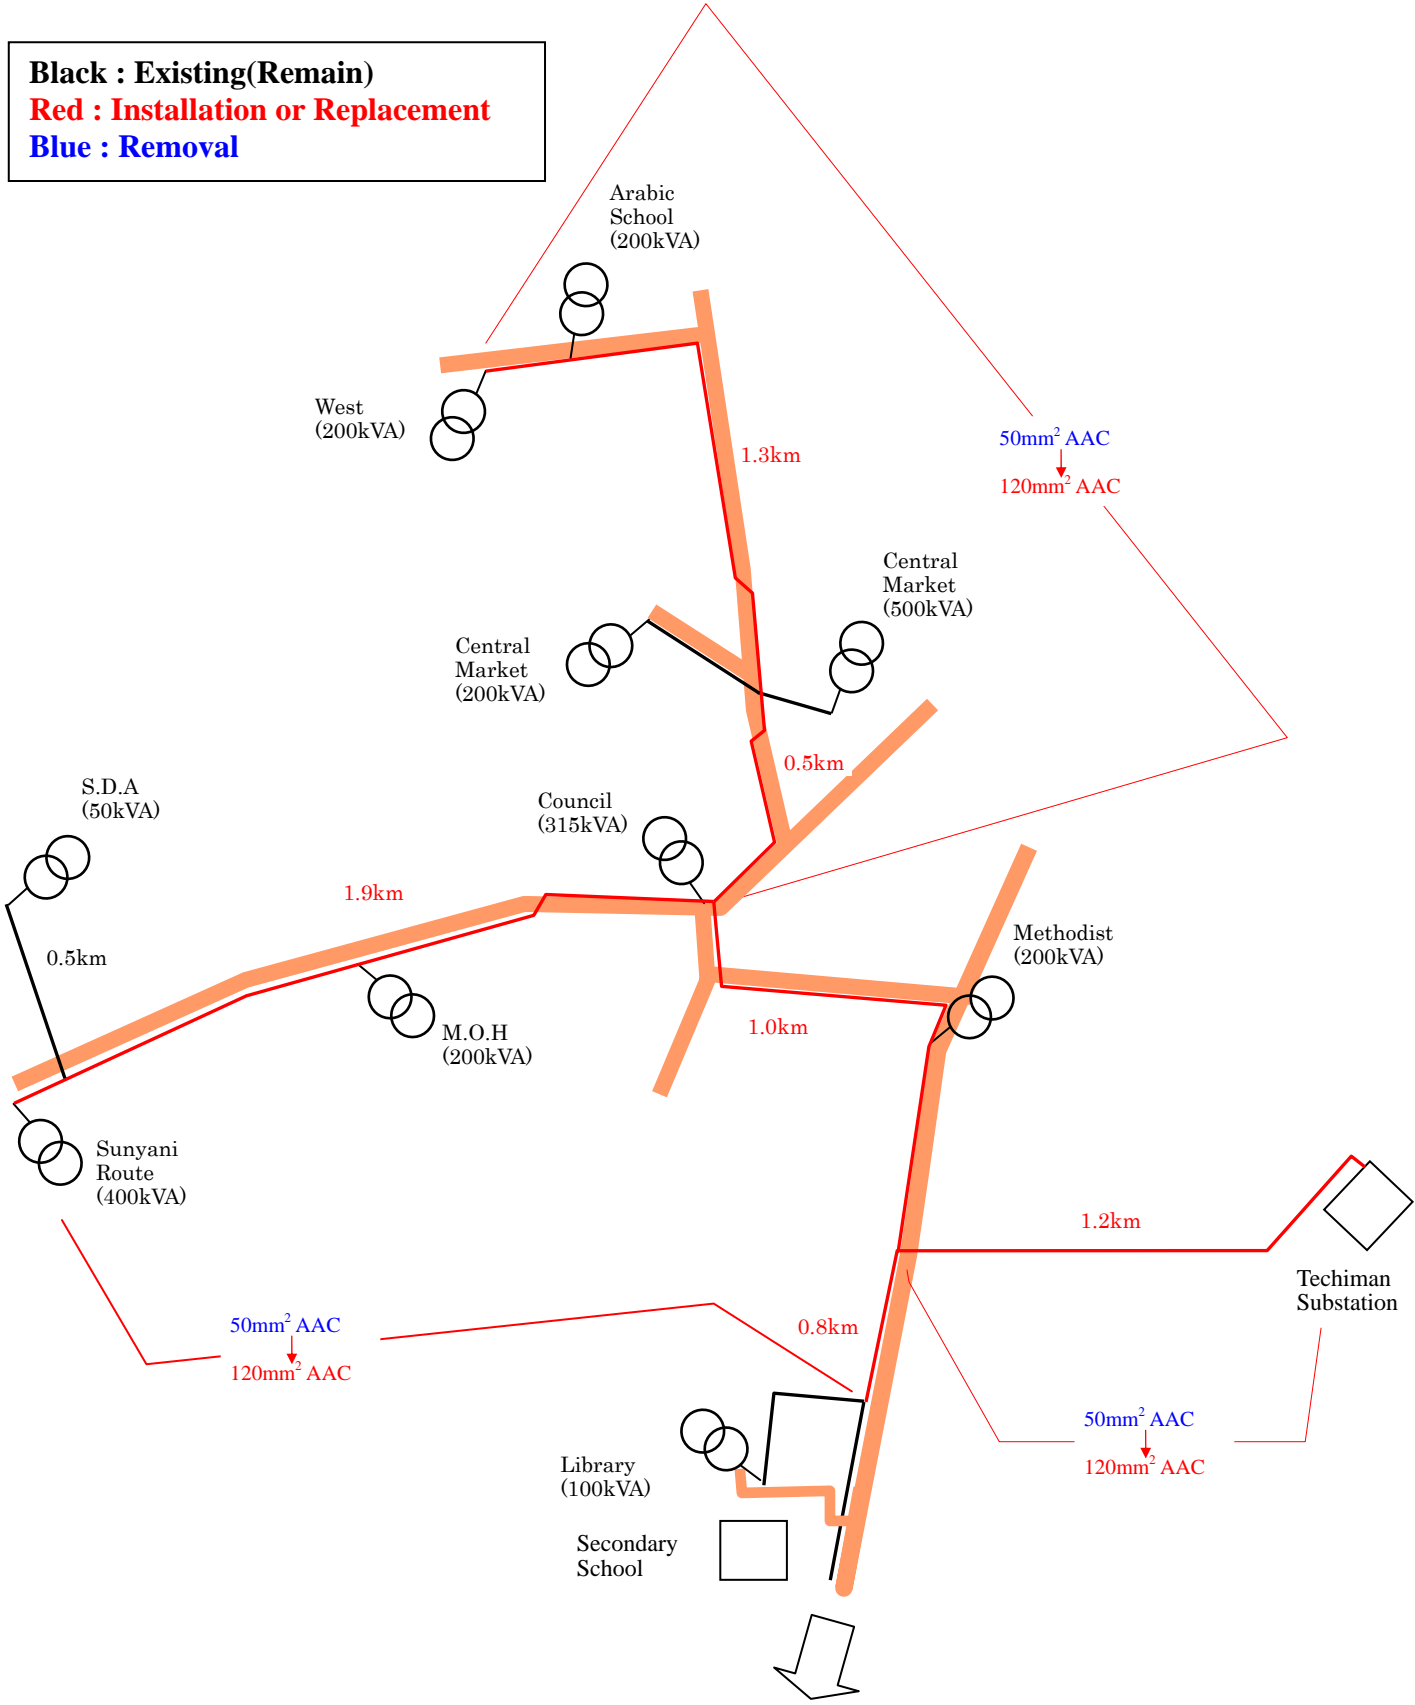 Black : Existing(Remain)
Red : Installation or Replacement
Blue : Removal
Arabic
School
(200kVA)
West
(200kVA)
1.3km
50mm² AAC
120mm² AAC
Central
Market
(500kVA)
Central
Market
(200kVA)
0.5km
S.D.A
(50kVA)
Council
(315kVA)
1.9km
0.5km
Methodist
(200kVA)
M.O.H
(200kVA)
1.0km
Sunyani
Route
(400kVA)
1.2km
Techiman
Substation
50mm² AAC
120mm² AAC
0.8km
50mm² AAC
120mm² AAC
Library
(100kVA)
Secondary
School